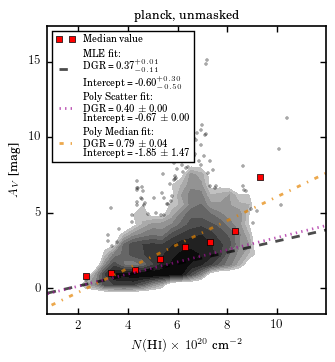 planck, unmasked
Median value
MLE fit:
DGR = 0.37^{+0.01}_{-0.11}
Intercept = -0.60^{+0.30}_{-0.50}
Poly Scatter fit:
DGR = 0.40 ± 0.00
Intercept = -0.67 ± 0.00
Poly Median fit:
DGR = 0.79 ± 0.04
Intercept = -1.85 ± 1.47
A_V [mag]
15
10
5
0
2
4
6
8
10
N(HI) × 10^{20} cm^{-2}